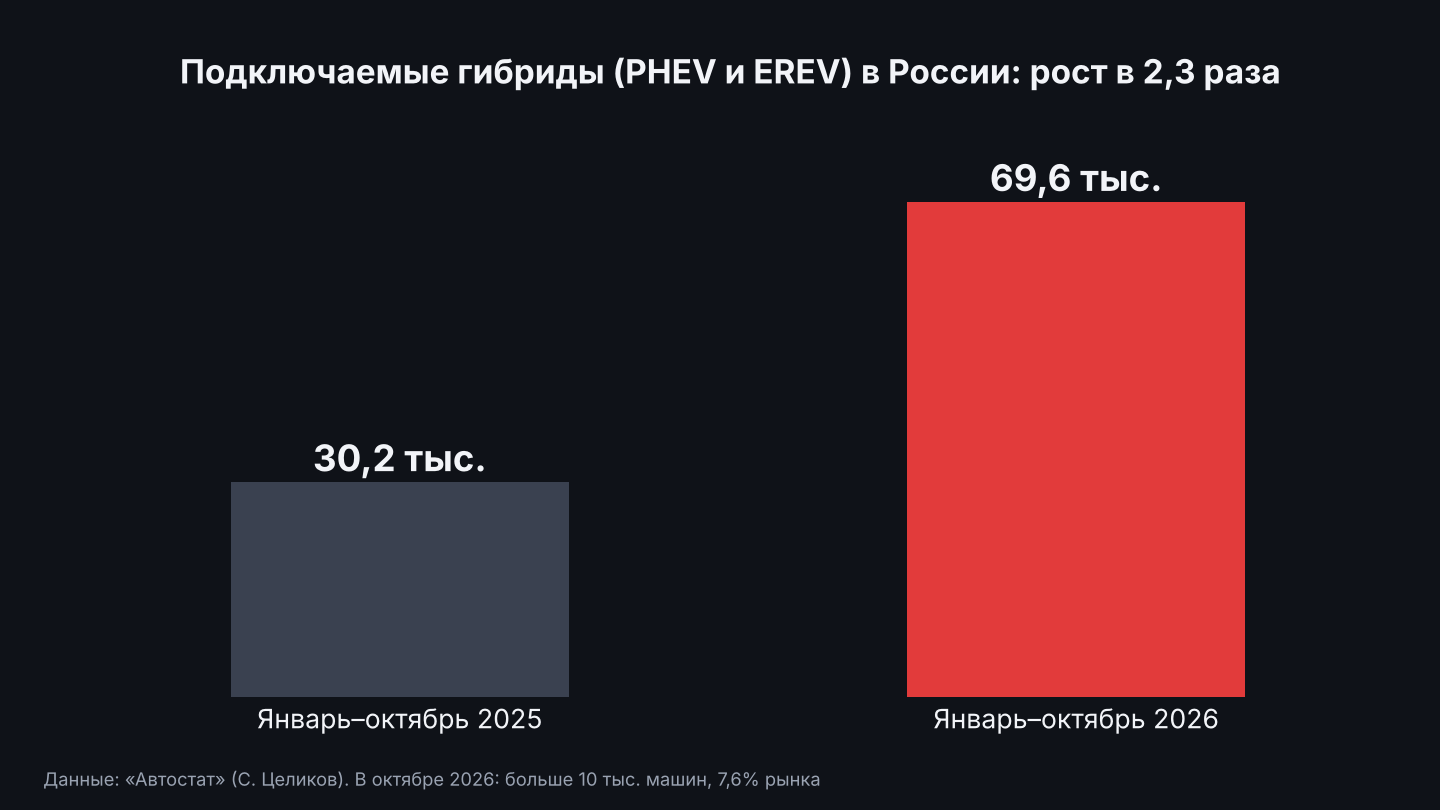 Подключаемые гибриды (PHEV и EREV) в России: рост в 2,3 раза
69,6 тыс.
30,2 тыс.
Январь–октябрь 2025
Январь–октябрь 2026
Данные: «Автостат» (С. Целиков). В октябре 2026: больше 10 тыс. машин, 7,6% рынка